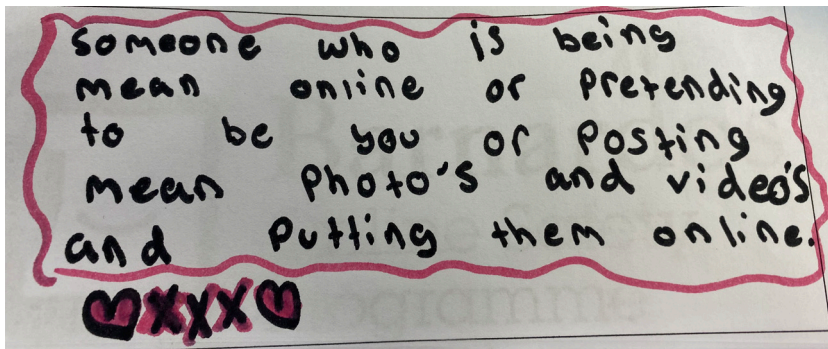 someone who is being
mean online or pretending
to be you or posting
mean photo's and video's
and putting them online.
xxx